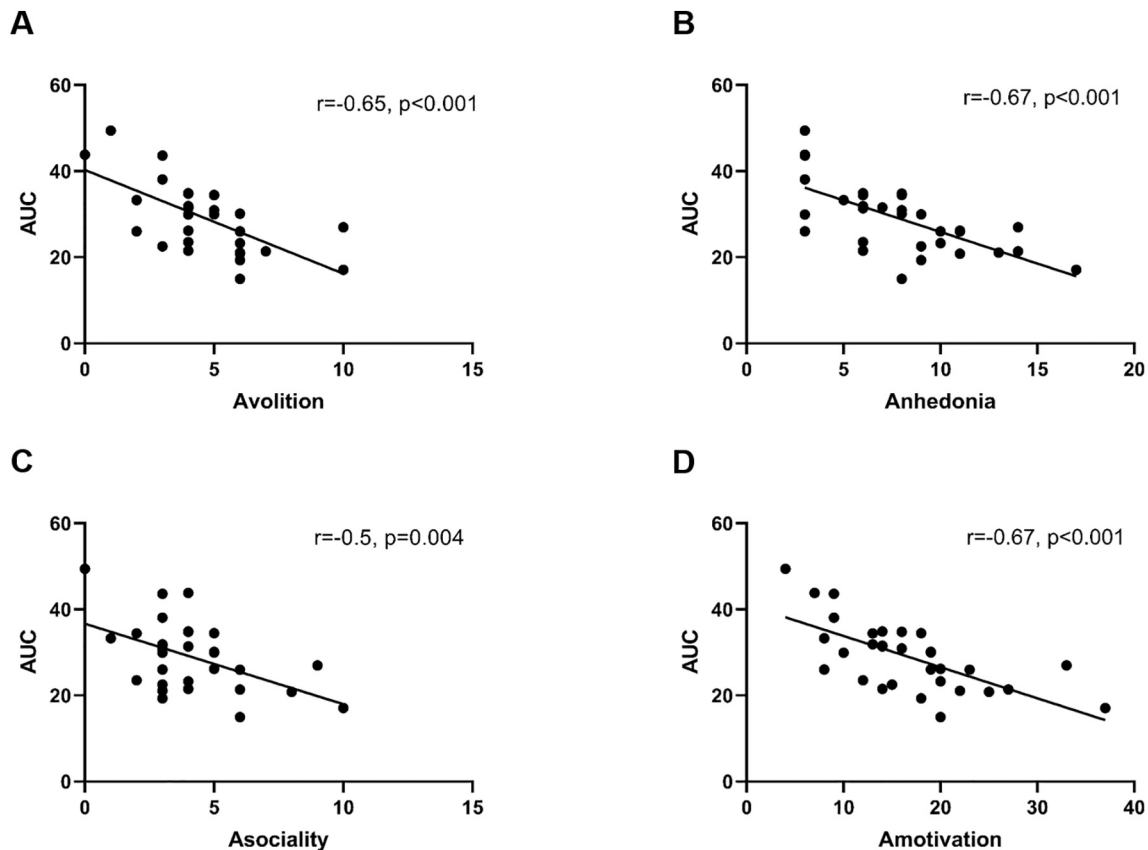 A
r=-0.65, p<0.001
AUC
60
40
20
0
0 5 10 15
Avolition
B
r=-0.67, p<0.001
AUC
60
40
20
0
0 5 10 15 20
Anhedonia
C
r=-0.5, p=0.004
AUC
60
40
20
0
0 5 10 15
Asociality
D
r=-0.67, p<0.001
AUC
60
40
20
0
0 10 20 30 40
Amotivation